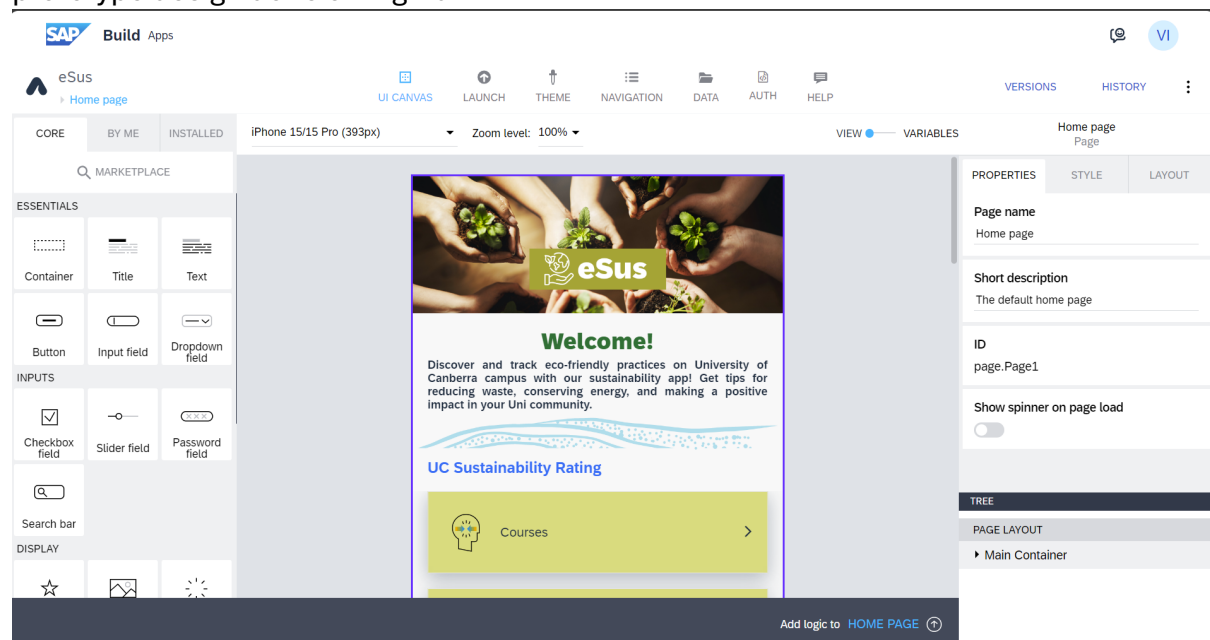 SAP Build Apps
VI
eSus
Home page
UI CANVAS LAUNCH THEME NAVIGATION DATA AUTH HELP
VERSIONS HISTORY
CORE BY ME INSTALLED
iPhone 15/15 Pro (393px) Zoom level: 100%
VIEW VARIABLES
Home page
Page
MARKETPLACE
PROPERTIES STYLE LAYOUT
ESSENTIALS
Container Title Text
Button Input field Dropdown field
INPUTS
Checkbox field Slider field Password field
Search bar
DISPLAY
eSus
Welcome!
Discover and track eco-friendly practices on University of
Canberra campus with our sustainability app! Get tips for
reducing waste, conserving energy, and making a positive
impact in your Uni community.
UC Sustainability Rating
Courses
Page name
Home page
Short description
The default home page
ID
page.Page1
Show spinner on page load
TREE
PAGE LAYOUT
Main Container
Add logic to HOME PAGE